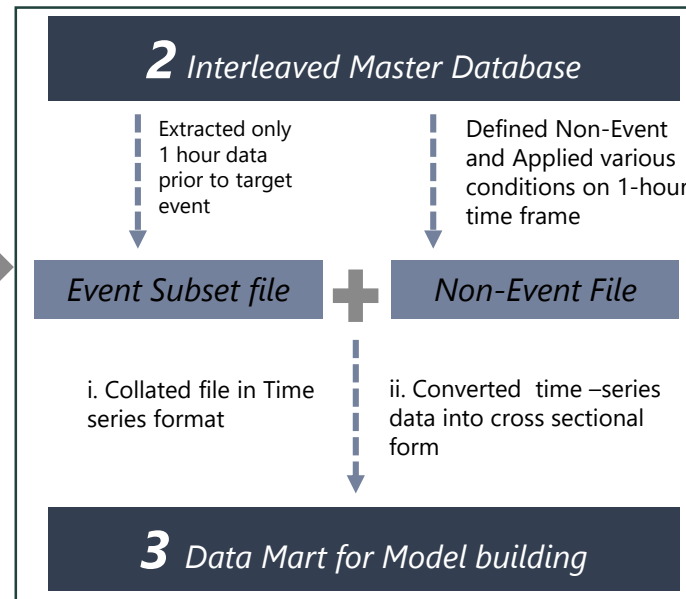 2 Interleaved Master Database
Extracted only
1 hour data
prior to target
event
Defined Non-Event
and Applied various
conditions on 1-hour
time frame
Event Subset file
Non-Event File
i. Collated file in Time
series format
ii. Converted time –series
data into cross sectional
form
3 Data Mart for Model building